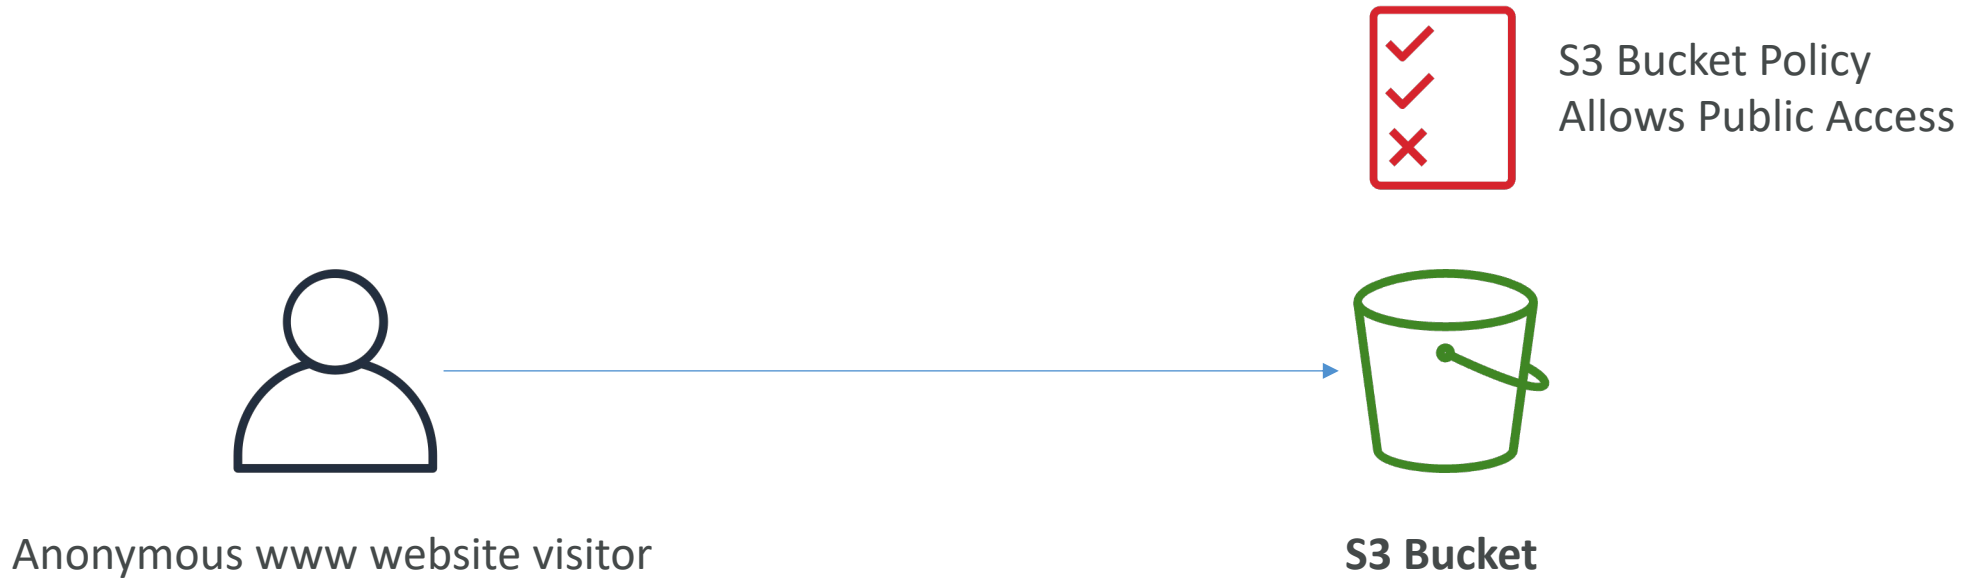 S3 Bucket Policy
Allows Public Access
Anonymous www website visitor
S3 Bucket